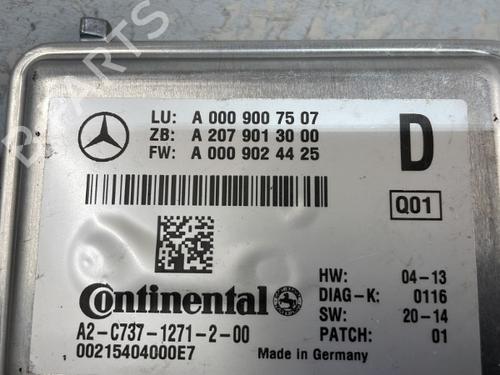 LU: A 000 900 75 07
ZB: A 207 901 30 00
FW: A 000 902 44 25
D
Q01
Continental
A2-C737-1271-2-00
00215404000E7
HW: 04-13
DIAG-K: 0116
SW: 20-14
PATCH: 01
Made in Germany